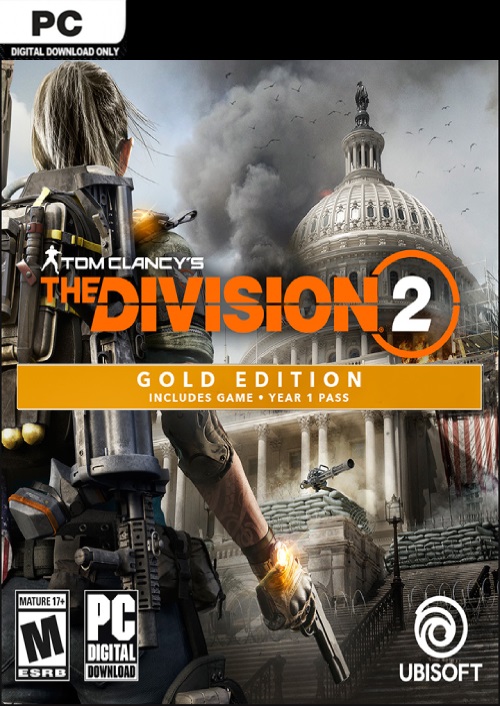 PC
DIGITAL DOWNLOAD ONLY
TOM CLANCY'S
THE DIVISION 2
GOLD EDITION
INCLUDES GAME • YEAR 1 PASS
MATURE 17+
M
ESRB
PC
DIGITAL
DOWNLOAD
UBISOFT